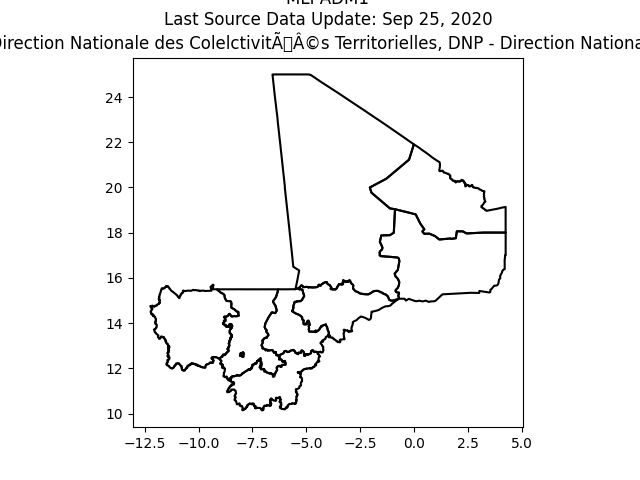 MLI ADM1
Last Source Data Update: Sep 25, 2020
Direction Nationale des ColelctivitÃ▯Â©s Territorielles, DNP - Direction Nationa
24
22
20
18
16
14
12
10
−12.5 −10.0 −7.5 −5.0 −2.5 0.0 2.5 5.0